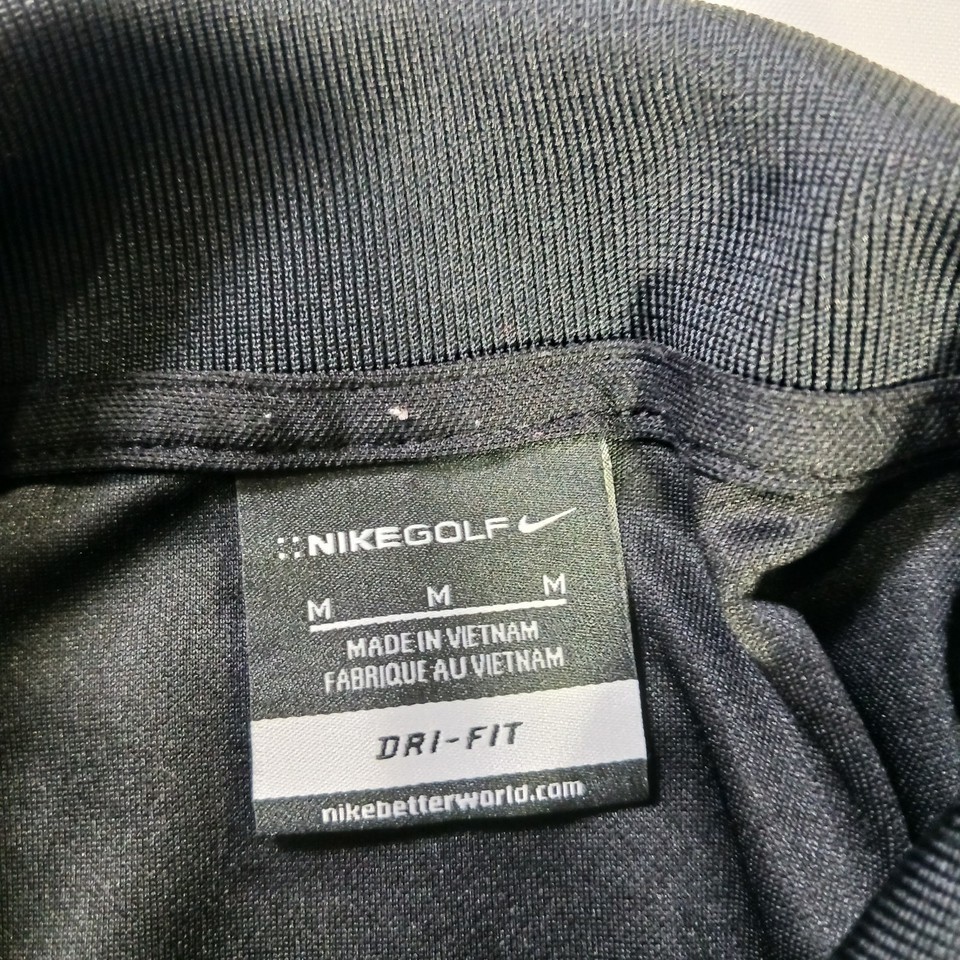 NIKEGOLF
M M M
MADE IN VIETNAM
FABRIQUE AU VIETNAM
DRI-FIT
nikebetterworld.com